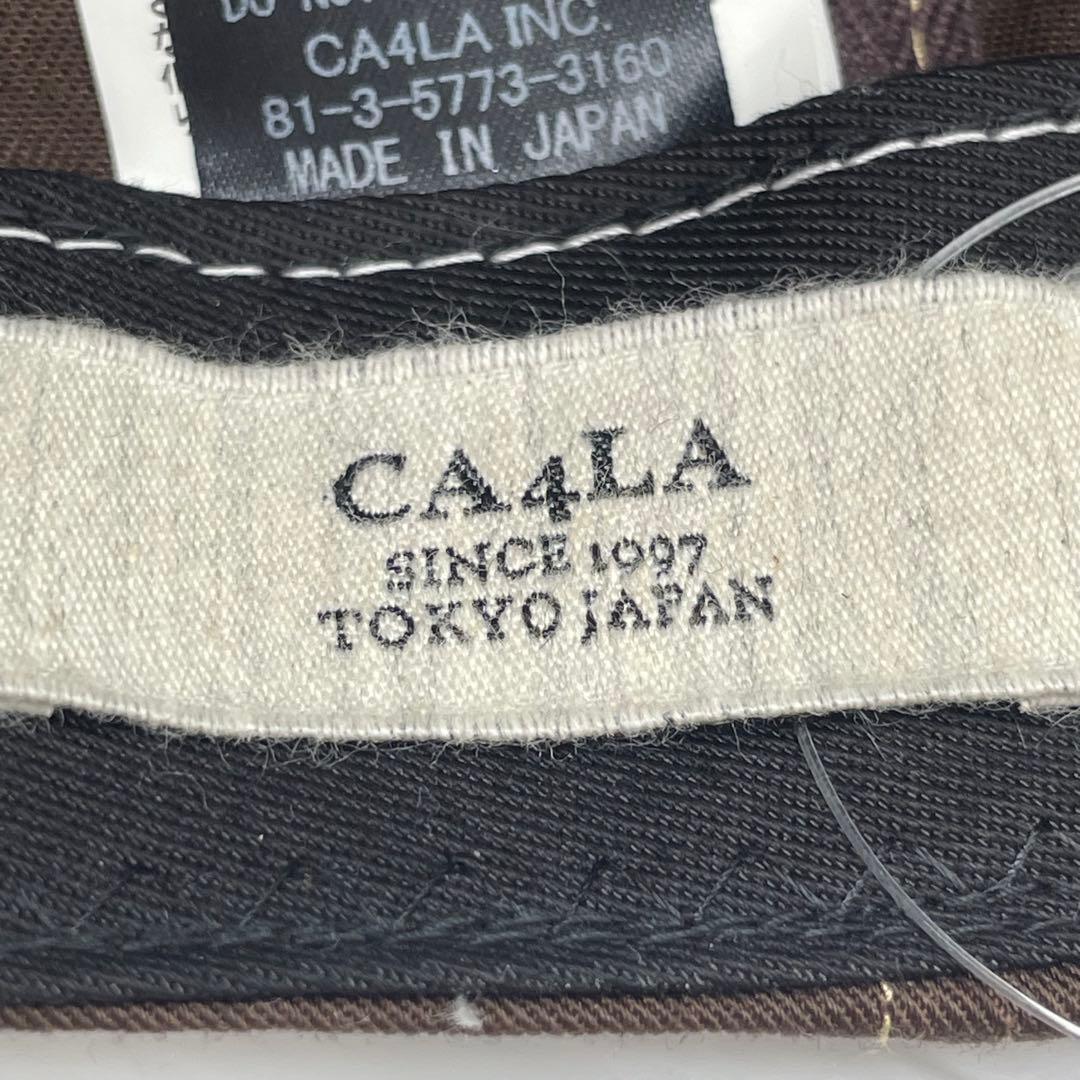 CA4LA INC.
81-3-5773-3160
MADE IN JAPAN
CA4LA
SINCE 1997
TOKYO JAPAN